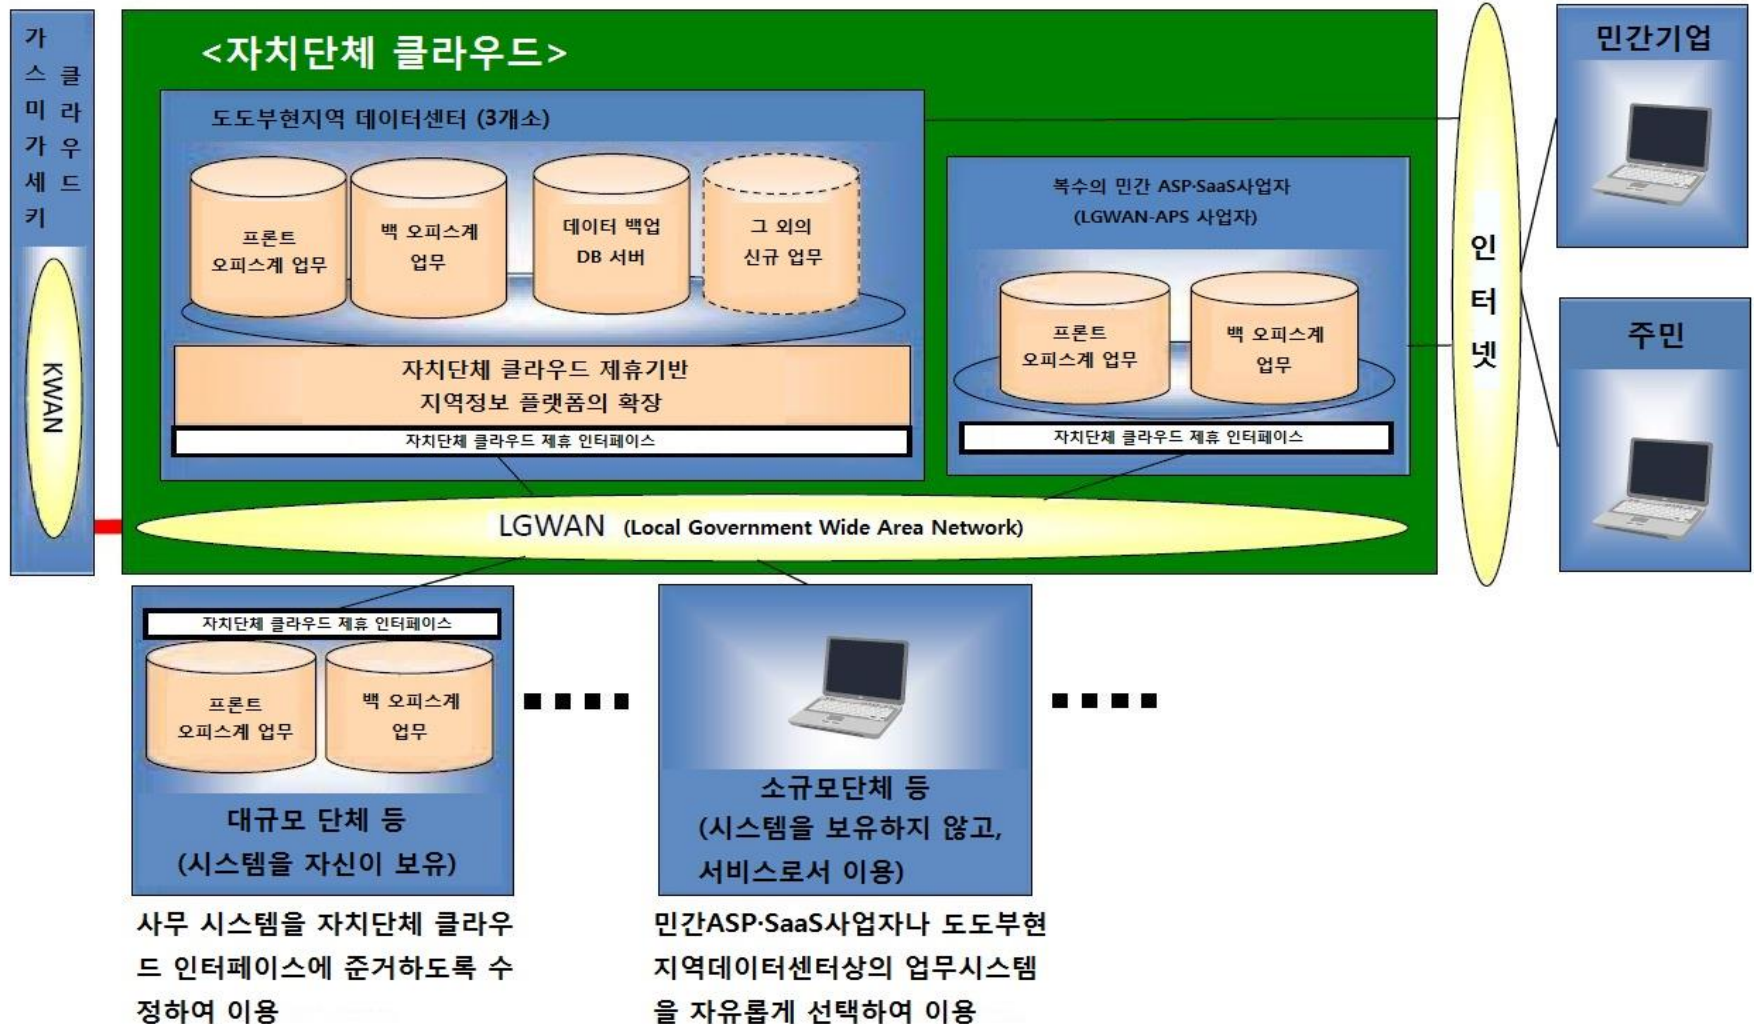 가스미가세키
클라우드
KWAN
<자치단체 클라우드>
도도부현지역 데이터센터 (3개소)
프론트
오피스계 업무
백 오피스계
업무
데이터 백업
DB 서버
그 외의
신규 업무
자치단체 클라우드 제휴기반
지역정보 플랫폼의 확장
자치단체 클라우드 제휴 인터페이스
복수의 민간 ASP·SaaS사업자
(LGWAN-APS 사업자)
프론트
오피스계 업무
백 오피스계
업무
자치단체 클라우드 제휴 인터페이스
LGWAN (Local Government Wide Area Network)
인터넷
민간기업
주민
자치단체 클라우드 제휴 인터페이스
프론트
오피스계 업무
백 오피스계
업무
대규모 단체 등
(시스템을 자신이 보유)
소규모단체 등
(시스템을 보유하지 않고,
서비스로서 이용)
사무 시스템을 자치단체 클라우
드 인터페이스에 준거하도록 수
정하여 이용
민간ASP·SaaS사업자나 도도부현
지역데이터센터상의 업무시스템
을 자유롭게 선택하여 이용